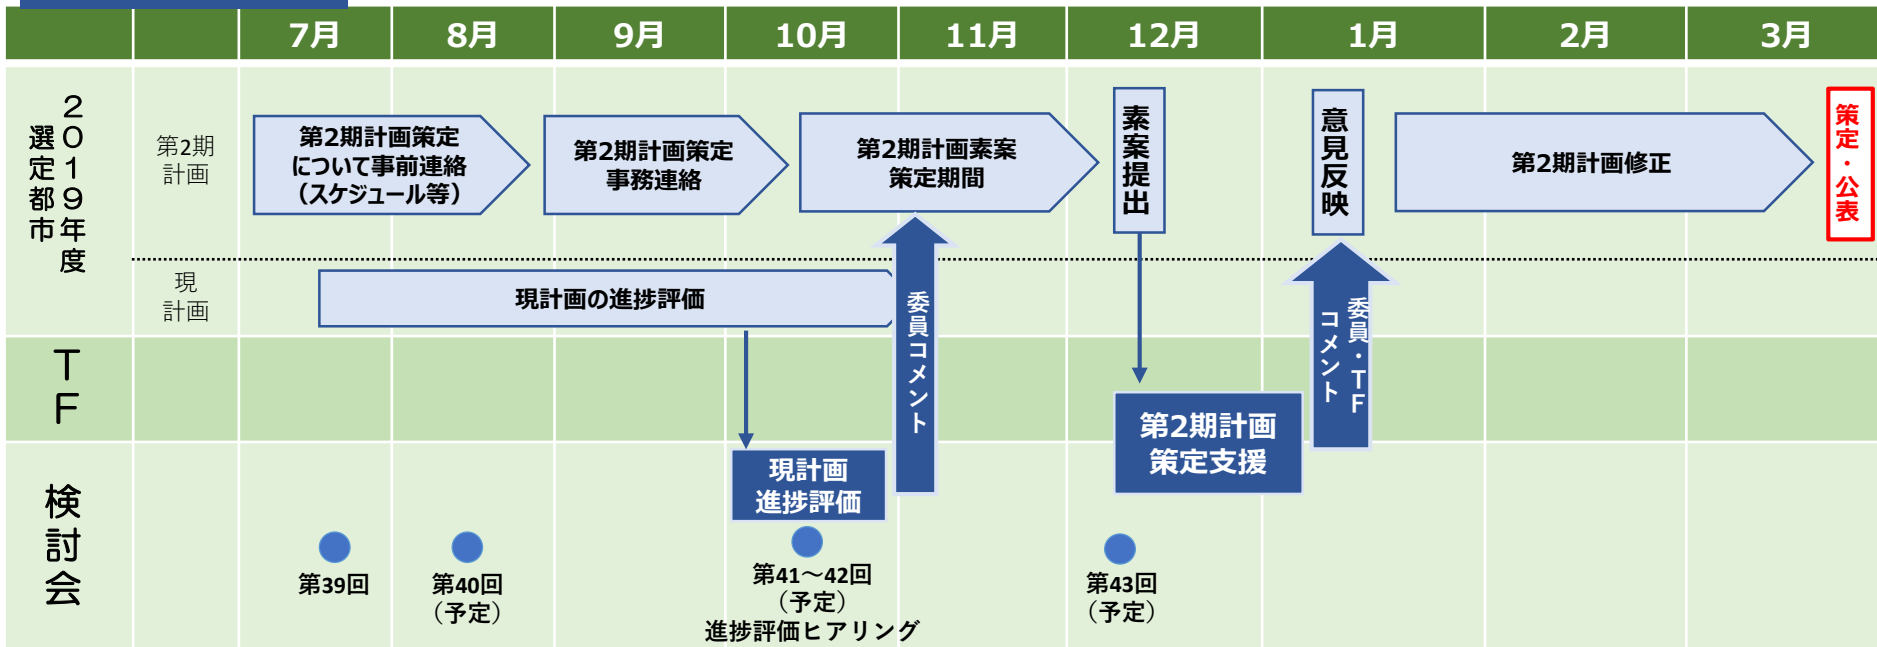 7月
8月
9月
10月
11月
12月
1月
2月
3月
２０１９年度
選定都市
第2期
計画
第2期計画策定
について事前連絡
（スケジュール等）
第2期計画策定
事務連絡
第2期計画素案
策定期間
素案提出
意見反映
第2期計画修正
策定・公表
現
計画
現計画の進捗評価
委員コメント
委員・ＴＦ
コメント
ＴＦ
第2期計画
策定支援
検討会
現計画
進捗評価
第39回
第40回
（予定）
第41～42回
（予定）
進捗評価ヒアリング
第43回
（予定）